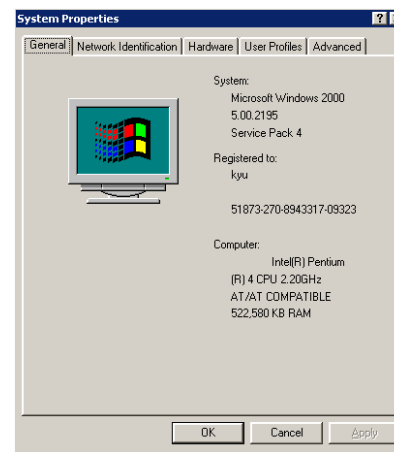 System Properties
General Network Identification Hardware User Profiles Advanced
System:
Microsoft Windows 2000
5.00.2195
Service Pack 4
Registered to:
kyu
51873-270-8943317-09323
Computer:
Intel(R) Pentium
(R) 4 CPU 2.20GHz
AT/AT COMPATIBLE
522,580 KB RAM
OK Cancel Apply